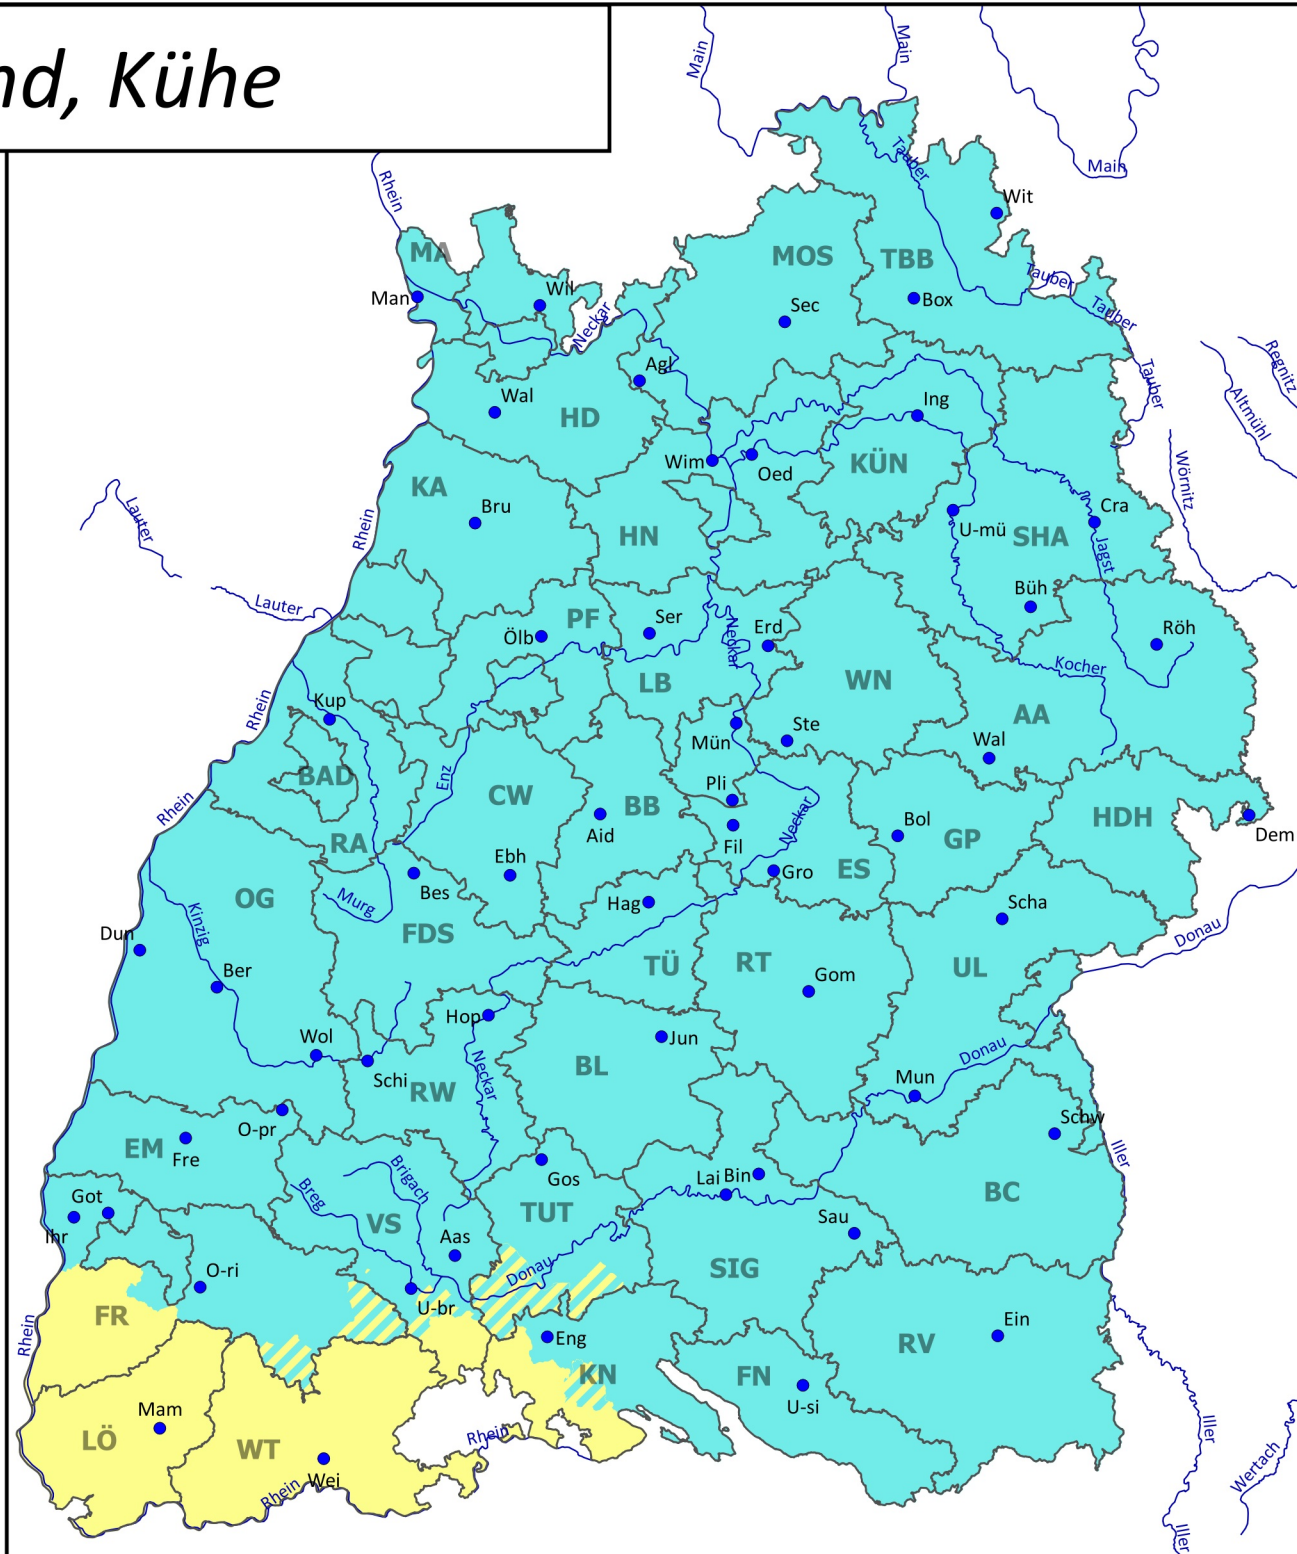 nd, Kühe
Main
Main
Main
Rhein
Tauber
Wit
MA
MOS
TBB
Man
Wil
Tauber
Sec
Box
Neckar
Tauber
Regnitz
Agl
Tauber
Altmühl
Wal
HD
Ing
Wim
Oed
KÜN
Wörnitz
KA
Bru
Lauter
Rhein
HN
U-mü
SHA
Cra
Jagst
Lauter
Büh
PF
Ser
Ölb
Erd
Neckar
Röh
Kocher
LB
WN
Kup
Rhein
AA
Mün
Ste
Wal
BAD
Enz
CW
Pli
BB
Rhein
Aid
Neckar
Bol
GP
HDH
Dem
Fil
RA
Ebh
Bes
Gro
ES
OG
Murg
Hag
Scha
Kinzig
Dun
FDS
Donau
TÜ
RT
UL
Ber
Gom
Hop
Wol
Jun
Donau
Schi
RW
Neckar
BL
Mun
O-pr
Schw
EM
Fre
Iller
Brigach
Gos
Lai
Bin
BC
Breg
Got
VS
TUT
Ihr
Sau
Aas
O-ri
Donau
SIG
U-br
FR
Rhein
Eng
Ein
RV
KN
FN
U-si
Mam
LÖ
WT
Rhein
Iller
Wei
Rhein
Wertach
Iller